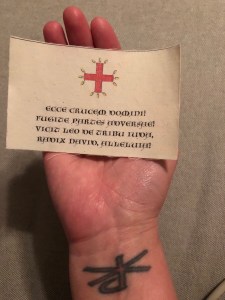 ECCE CRUCEM DOMINI!
FUGITE PARTES ADVERSAE!
VICIT LEO DE TRIBU IUDA,
RADIX DAVID, ALLELUIA!